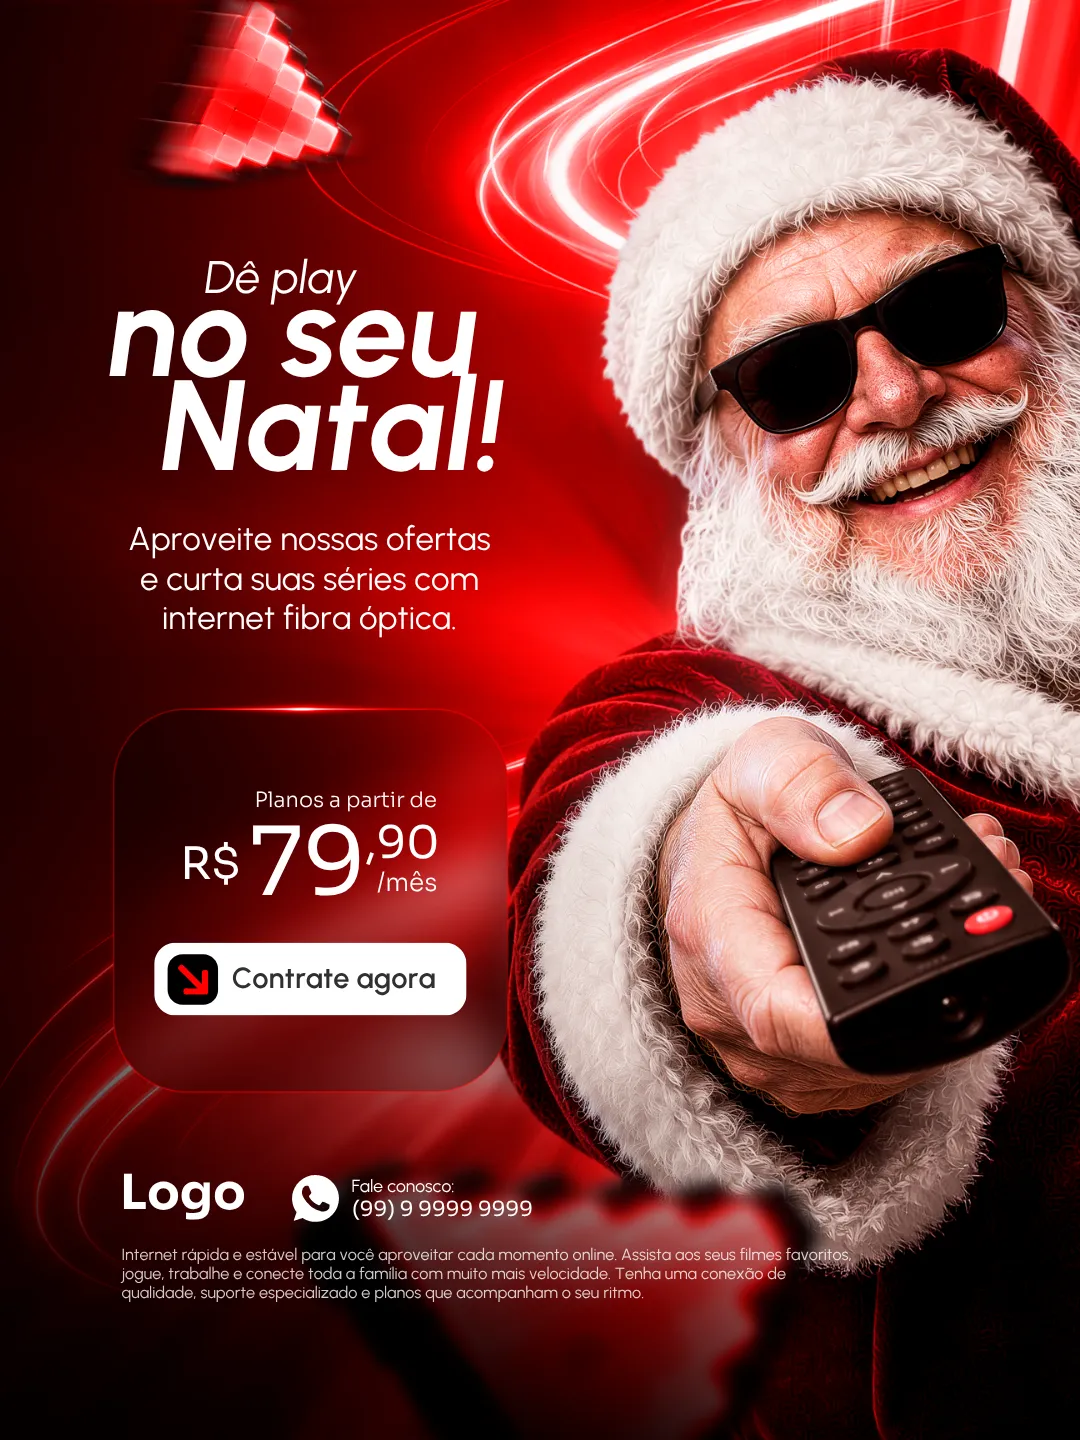 Dê play
no seu
Natal!
Aproveite nossas ofertas
e curta suas séries com
internet fibra óptica.
Planos a partir de
R$ 79,90
/mês
Contrate agora
Logo
Fale conosco:
(99) 9 9999 9999
Internet rápida e estável para você aproveitar cada momento online. Assista aos seus filmes favoritos,
jogue, trabalhe e conecte toda a família com muito mais velocidade. Tenha uma conexão de
qualidade, suporte especializado e planos que acompanham o seu ritmo.